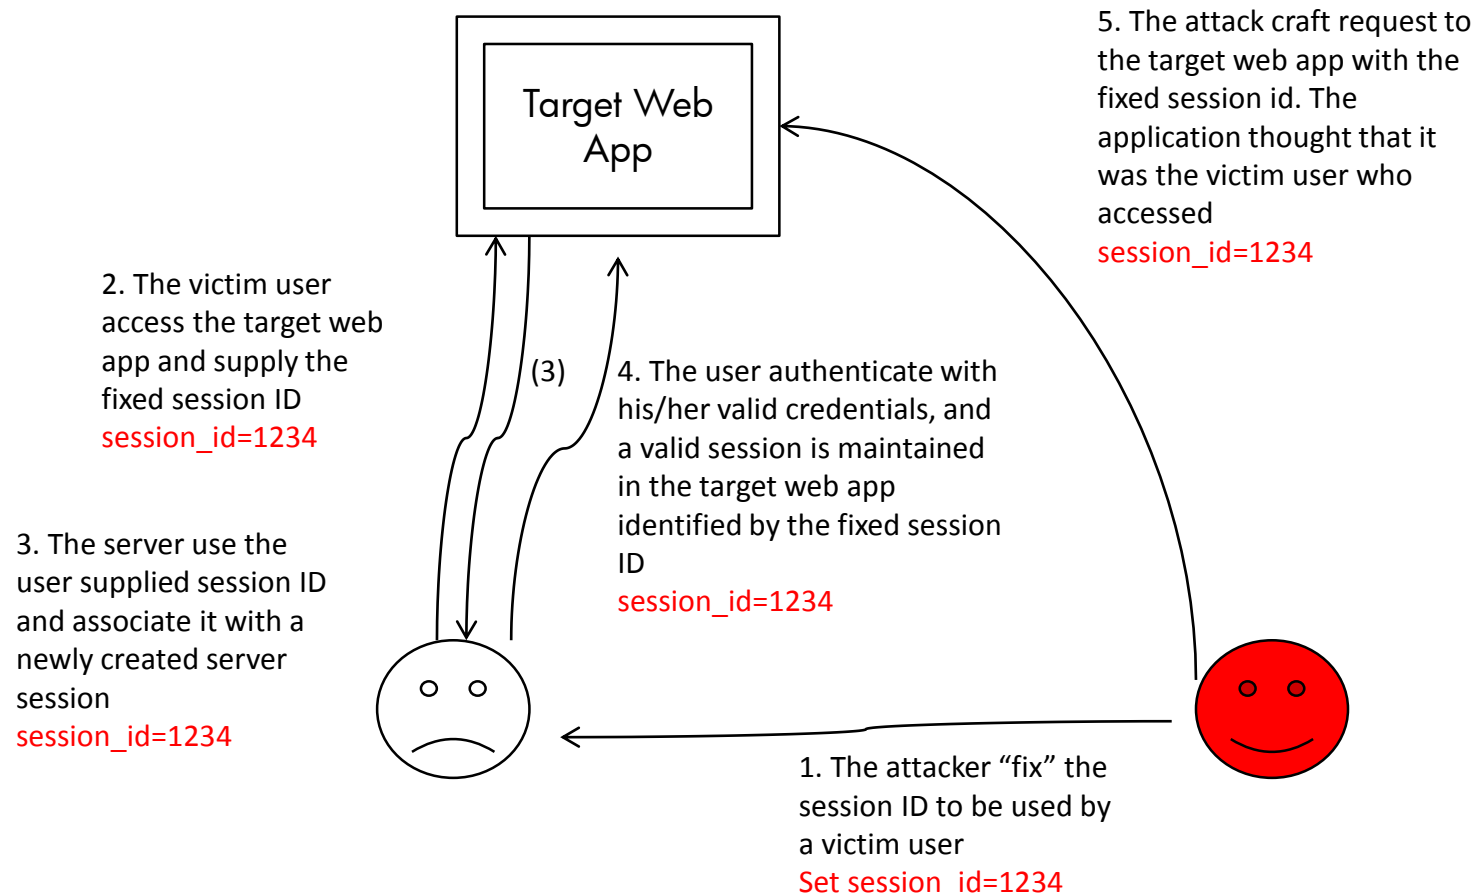 Target Web
App
5. The attack craft request to
the target web app with the
fixed session id. The
application thought that it
was the victim user who
accessed
session_id=1234
2. The victim user
access the target web
app and supply the
fixed session ID
session_id=1234
(3)
4. The user authenticate with
his/her valid credentials, and
a valid session is maintained
in the target web app
identified by the fixed session
ID
session_id=1234
3. The server use the
user supplied session ID
and associate it with a
newly created server
session
session_id=1234
1. The attacker “fix” the
session ID to be used by
a victim user
Set session_id=1234